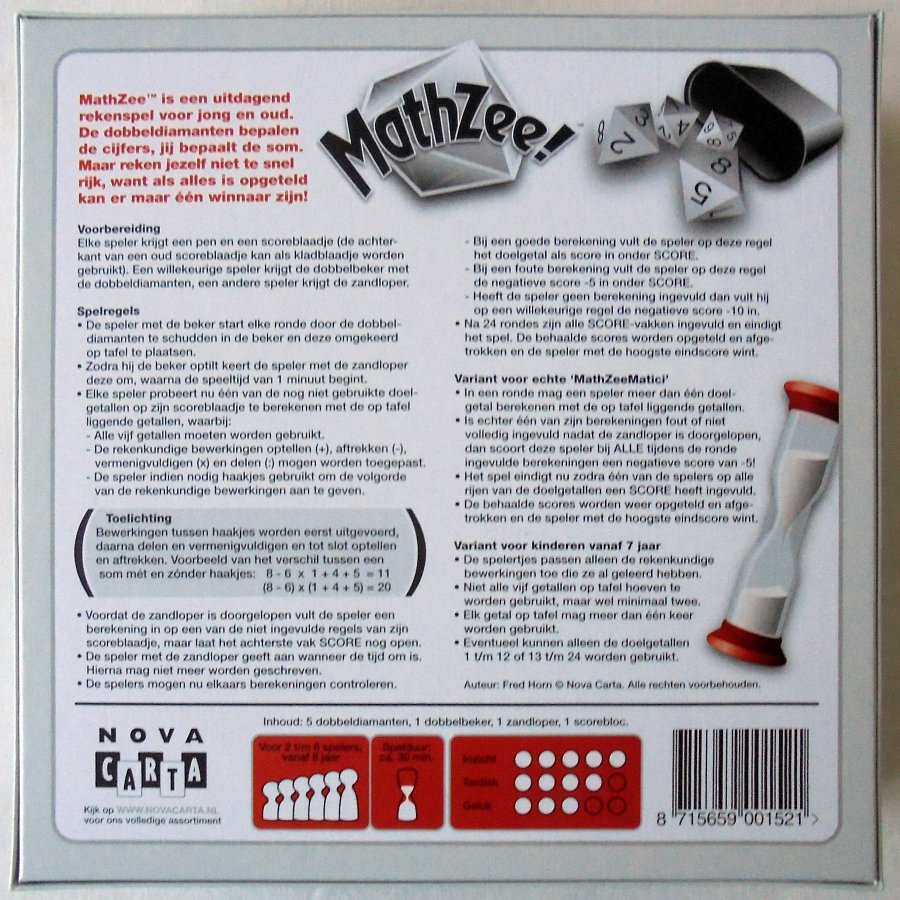 MathZee™ is een uitdagend
rekenspel voor jong en oud.
De dobbeldiamanten bepalen
de cijfers, jij bepaalt de som.
Maar reken jezelf niet te snel
rijk, want als alles is opgeteld
kan er maar één winnaar zijn!
MathZee!™
8 3 2 4 2 9 8 5 8 5
Voorbereiding
Elke speler krijgt een pen en een scoreblaadje (de achter-
kant van een oud scoreblaadje kan als kladblaadje worden
gebruikt). Een willekeurige speler krijgt de dobbelbeker met
de dobbeldiamanten, een andere speler krijgt de zandloper.
Spelregels
• De speler met de beker start elke ronde door de dobbel-
diamanten te schudden in de beker en deze omgekeerd
op tafel te plaatsen.
• Zodra hij de beker optilt keert de speler met de zandloper
deze om, waarna de speeltijd van 1 minuut begint.
• Elke speler probeert nu één van de nog niet gebruikte doel-
getallen op zijn scoreblaadje te berekenen met de op tafel
liggende getallen, waarbij:
- Alle vijf getallen moeten worden gebruikt.
- De rekenkundige bewerkingen optellen (+), aftrekken (-),
vermenigvuldigen (x) en delen (:) mogen worden toegepast.
- De speler indien nodig haakjes gebruikt om de volgorde
van de rekenkundige bewerkingen aan te geven.
Toelichting
Bewerkingen tussen haakjes worden eerst uitgevoerd,
daarna delen en vermenigvuldigen en tot slot optellen
en aftrekken. Voorbeeld van het verschil tussen een
som mét en zónder haakjes: 8 - 6 x 1 + 4 + 5 = 11
(8 - 6) x (1 + 4 + 5) = 20
• Voordat de zandloper is doorgelopen vult de speler een
berekening in op een van de niet ingevulde regels van zijn
scoreblaadje, maar laat het achterste vak SCORE nog open.
• De speler met de zandloper geeft aan wanneer de tijd om is.
Hierna mag niet meer worden geschreven.
• De spelers mogen nu elkaars berekeningen controleren.
- Bij een goede berekening vult de speler op deze regel
het doelgetal als score in onder SCORE.
- Bij een foute berekening vult de speler op deze regel
de negatieve score -5 in onder SCORE.
- Heeft de speler geen berekening ingevuld dan vult hij
op een willekeurige regel de negatieve score -10 in.
• Na 24 rondes zijn alle SCORE-vakken ingevuld en eindigt
het spel. De behaalde scores worden opgeteld en afge-
trokken en de speler met de hoogste eindscore wint.
Variant voor echte 'MathZeeMatici'
• In een ronde mag een speler meer dan één doel-
getal berekenen met de op tafel liggende getallen.
• Is echter één van zijn berekeningen fout of niet
volledig ingevuld nadat de zandloper is doorgelopen,
dan scoort deze speler bij ALLE tijdens de ronde
ingevulde berekeningen een negatieve score van -5!
• Het spel eindigt nu zodra één van de spelers op alle
rijen van de doelgetallen een SCORE heeft ingevuld.
• De behaalde scores worden weer opgeteld en afge-
trokken en de speler met de hoogste eindscore wint.
Variant voor kinderen vanaf 7 jaar
• De spelertjes passen alleen de rekenkundige
bewerkingen toe die ze al geleerd hebben.
• Niet alle vijf getallen op tafel hoeven te
worden gebruikt, maar wel minimaal twee.
• Elk getal op tafel mag meer dan één keer
worden gebruikt.
• Eventueel kunnen alleen de doelgetallen
1 t/m 12 of 13 t/m 24 worden gebruikt.
Auteur: Fred Horn © Nova Carta. Alle rechten voorbehouden.
Inhoud: 5 dobbeldiamanten, 1 dobbelbeker, 1 zandloper, 1 scorebloc.
NOVA
CARTA
Kijk op WWW.NOVACARTA.NL
voor ons volledige assortiment
Voor 2 t/m 6 spelers,
vanaf 8 jaar
Speelduur:
ca. 30 min.
Inzicht
Tactiek
Geluk
8 715659 001521 >